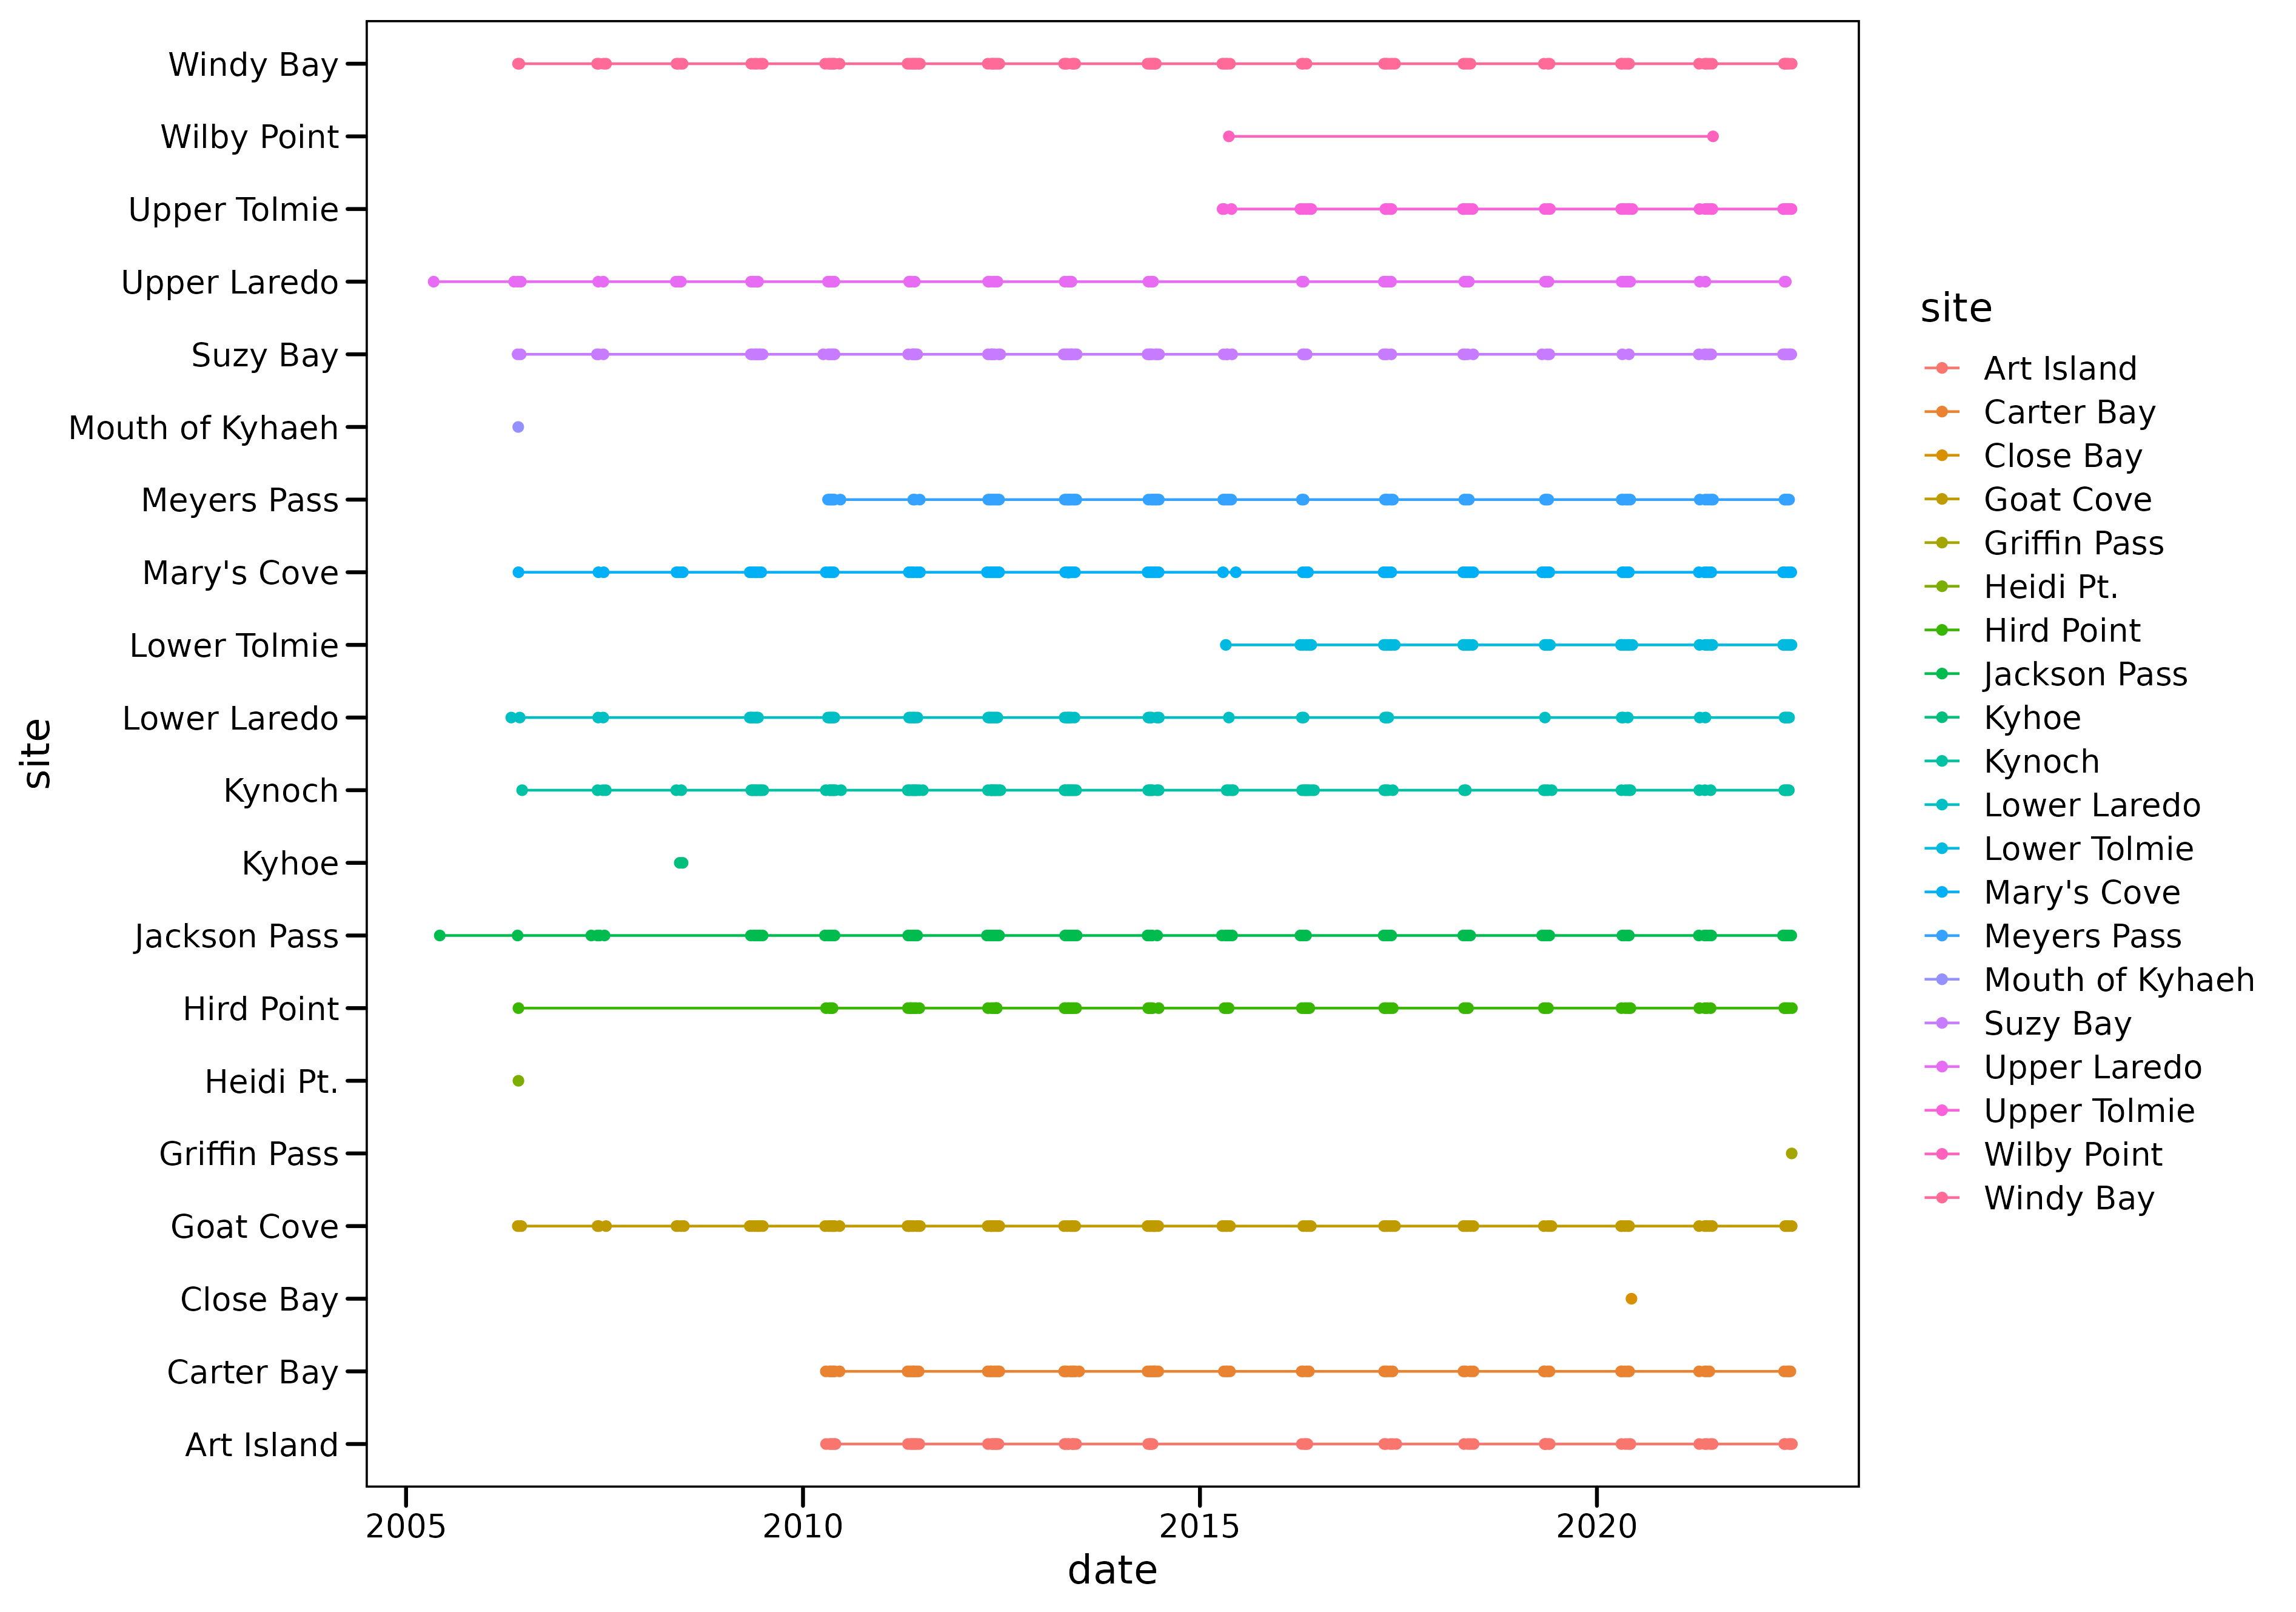 Windy Bay
Wilby Point
Upper Tolmie
Upper Laredo
Suzy Bay
Mouth of Kyhaeh
Meyers Pass
Mary's Cove
Lower Tolmie
Lower Laredo
Kynoch
Kyhoe
Jackson Pass
Hird Point
Heidi Pt.
Griffin Pass
Goat Cove
Close Bay
Carter Bay
Art Island
site
2005 2010 2015 2020
date
site
Art Island
Carter Bay
Close Bay
Goat Cove
Griffin Pass
Heidi Pt.
Hird Point
Jackson Pass
Kyhoe
Kynoch
Lower Laredo
Lower Tolmie
Mary's Cove
Meyers Pass
Mouth of Kyhaeh
Suzy Bay
Upper Laredo
Upper Tolmie
Wilby Point
Windy Bay